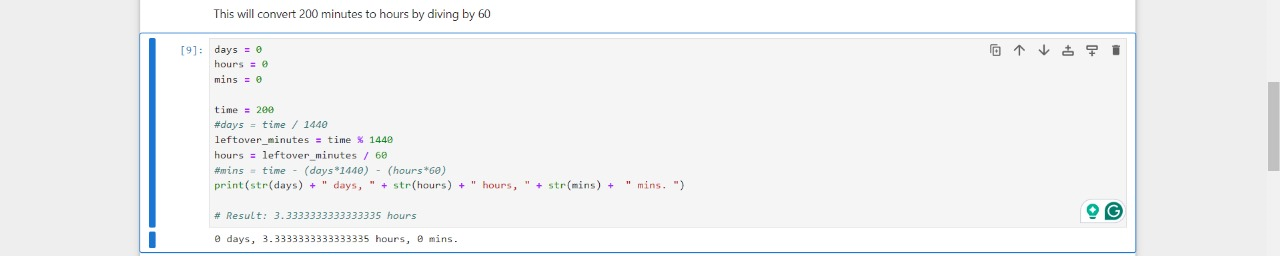 This will convert 200 minutes to hours by diving by 60
[9]:
days = 0
hours = 0
mins = 0
time = 200
#days = time / 1440
leftover_minutes = time % 1440
hours = leftover_minutes / 60
#mins = time - (days*1440) - (hours*60)
print(str(days) + " days, " + str(hours) + " hours, " + str(mins) +  " mins. ")
# Result: 3.3333333333333335 hours
0 days, 3.3333333333333335 hours, 0 mins.